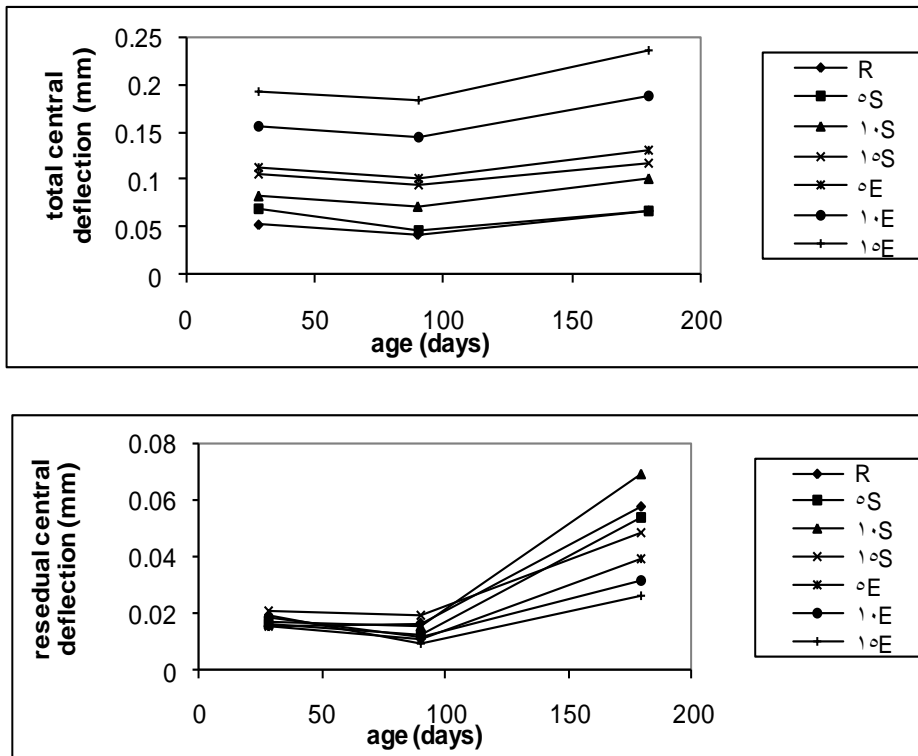 0.25
0.2
0.15
0.1
0.05
0
0 50 100 150 200
total central
deflection (mm)
age (days)
R
٥S
١٠S
١٥S
٥E
١٠E
١٥E
0.08
0.06
0.04
0.02
0
0 50 100 150 200
resedual central
deflection (mm)
age (days)
R
٥S
١٠S
١٥S
٥E
١٠E
١٥E